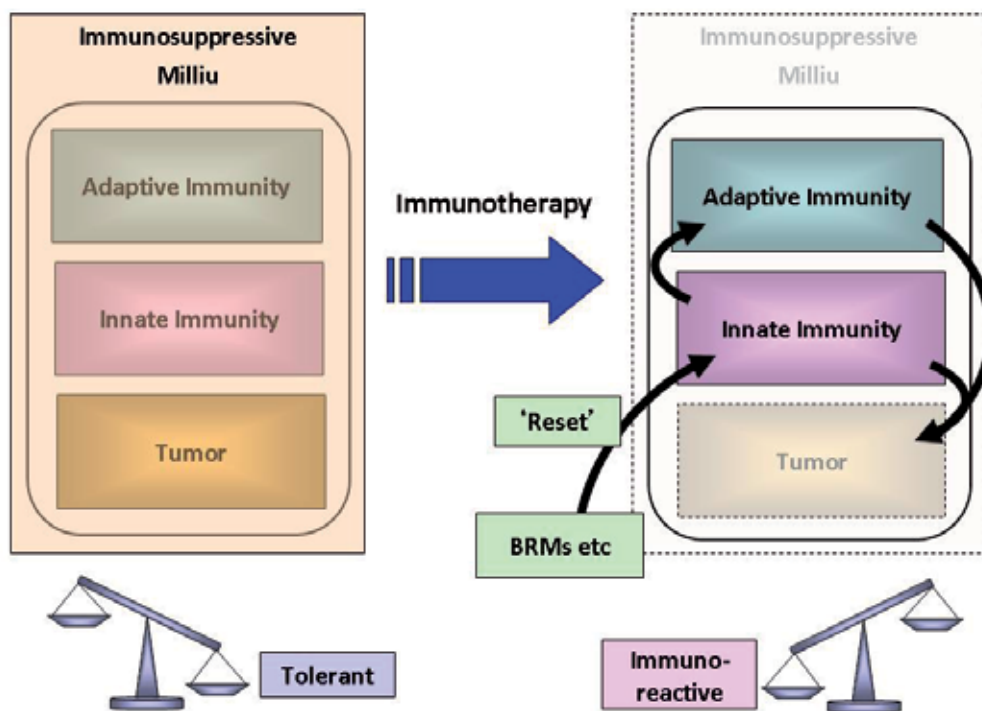 Immunosuppressive
Milliu
Adaptive Immunity
Innate Immunity
Tumor
Tolerant
Immunotherapy
Immunosuppressive
Milliu
Adaptive Immunity
Innate Immunity
Tumor
'Reset'
BRMs etc
Immuno-
reactive